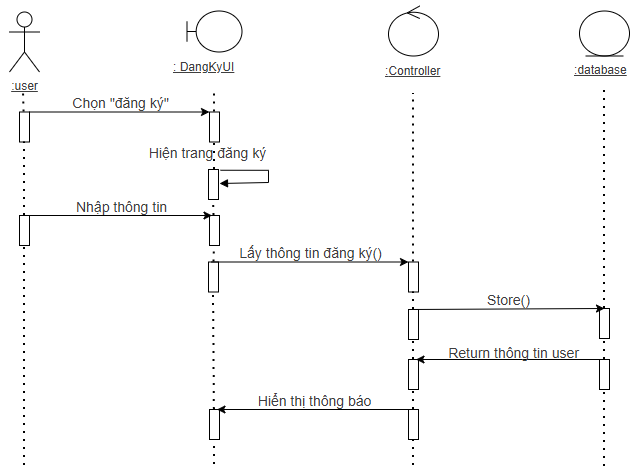 :user
: DangKyUI
:Controller
:database
Chọn "đăng ký"
Hiện trang đăng ký
Nhập thông tin
Lấy thông tin đăng ký()
Store()
Return thông tin user
Hiển thị thông báo